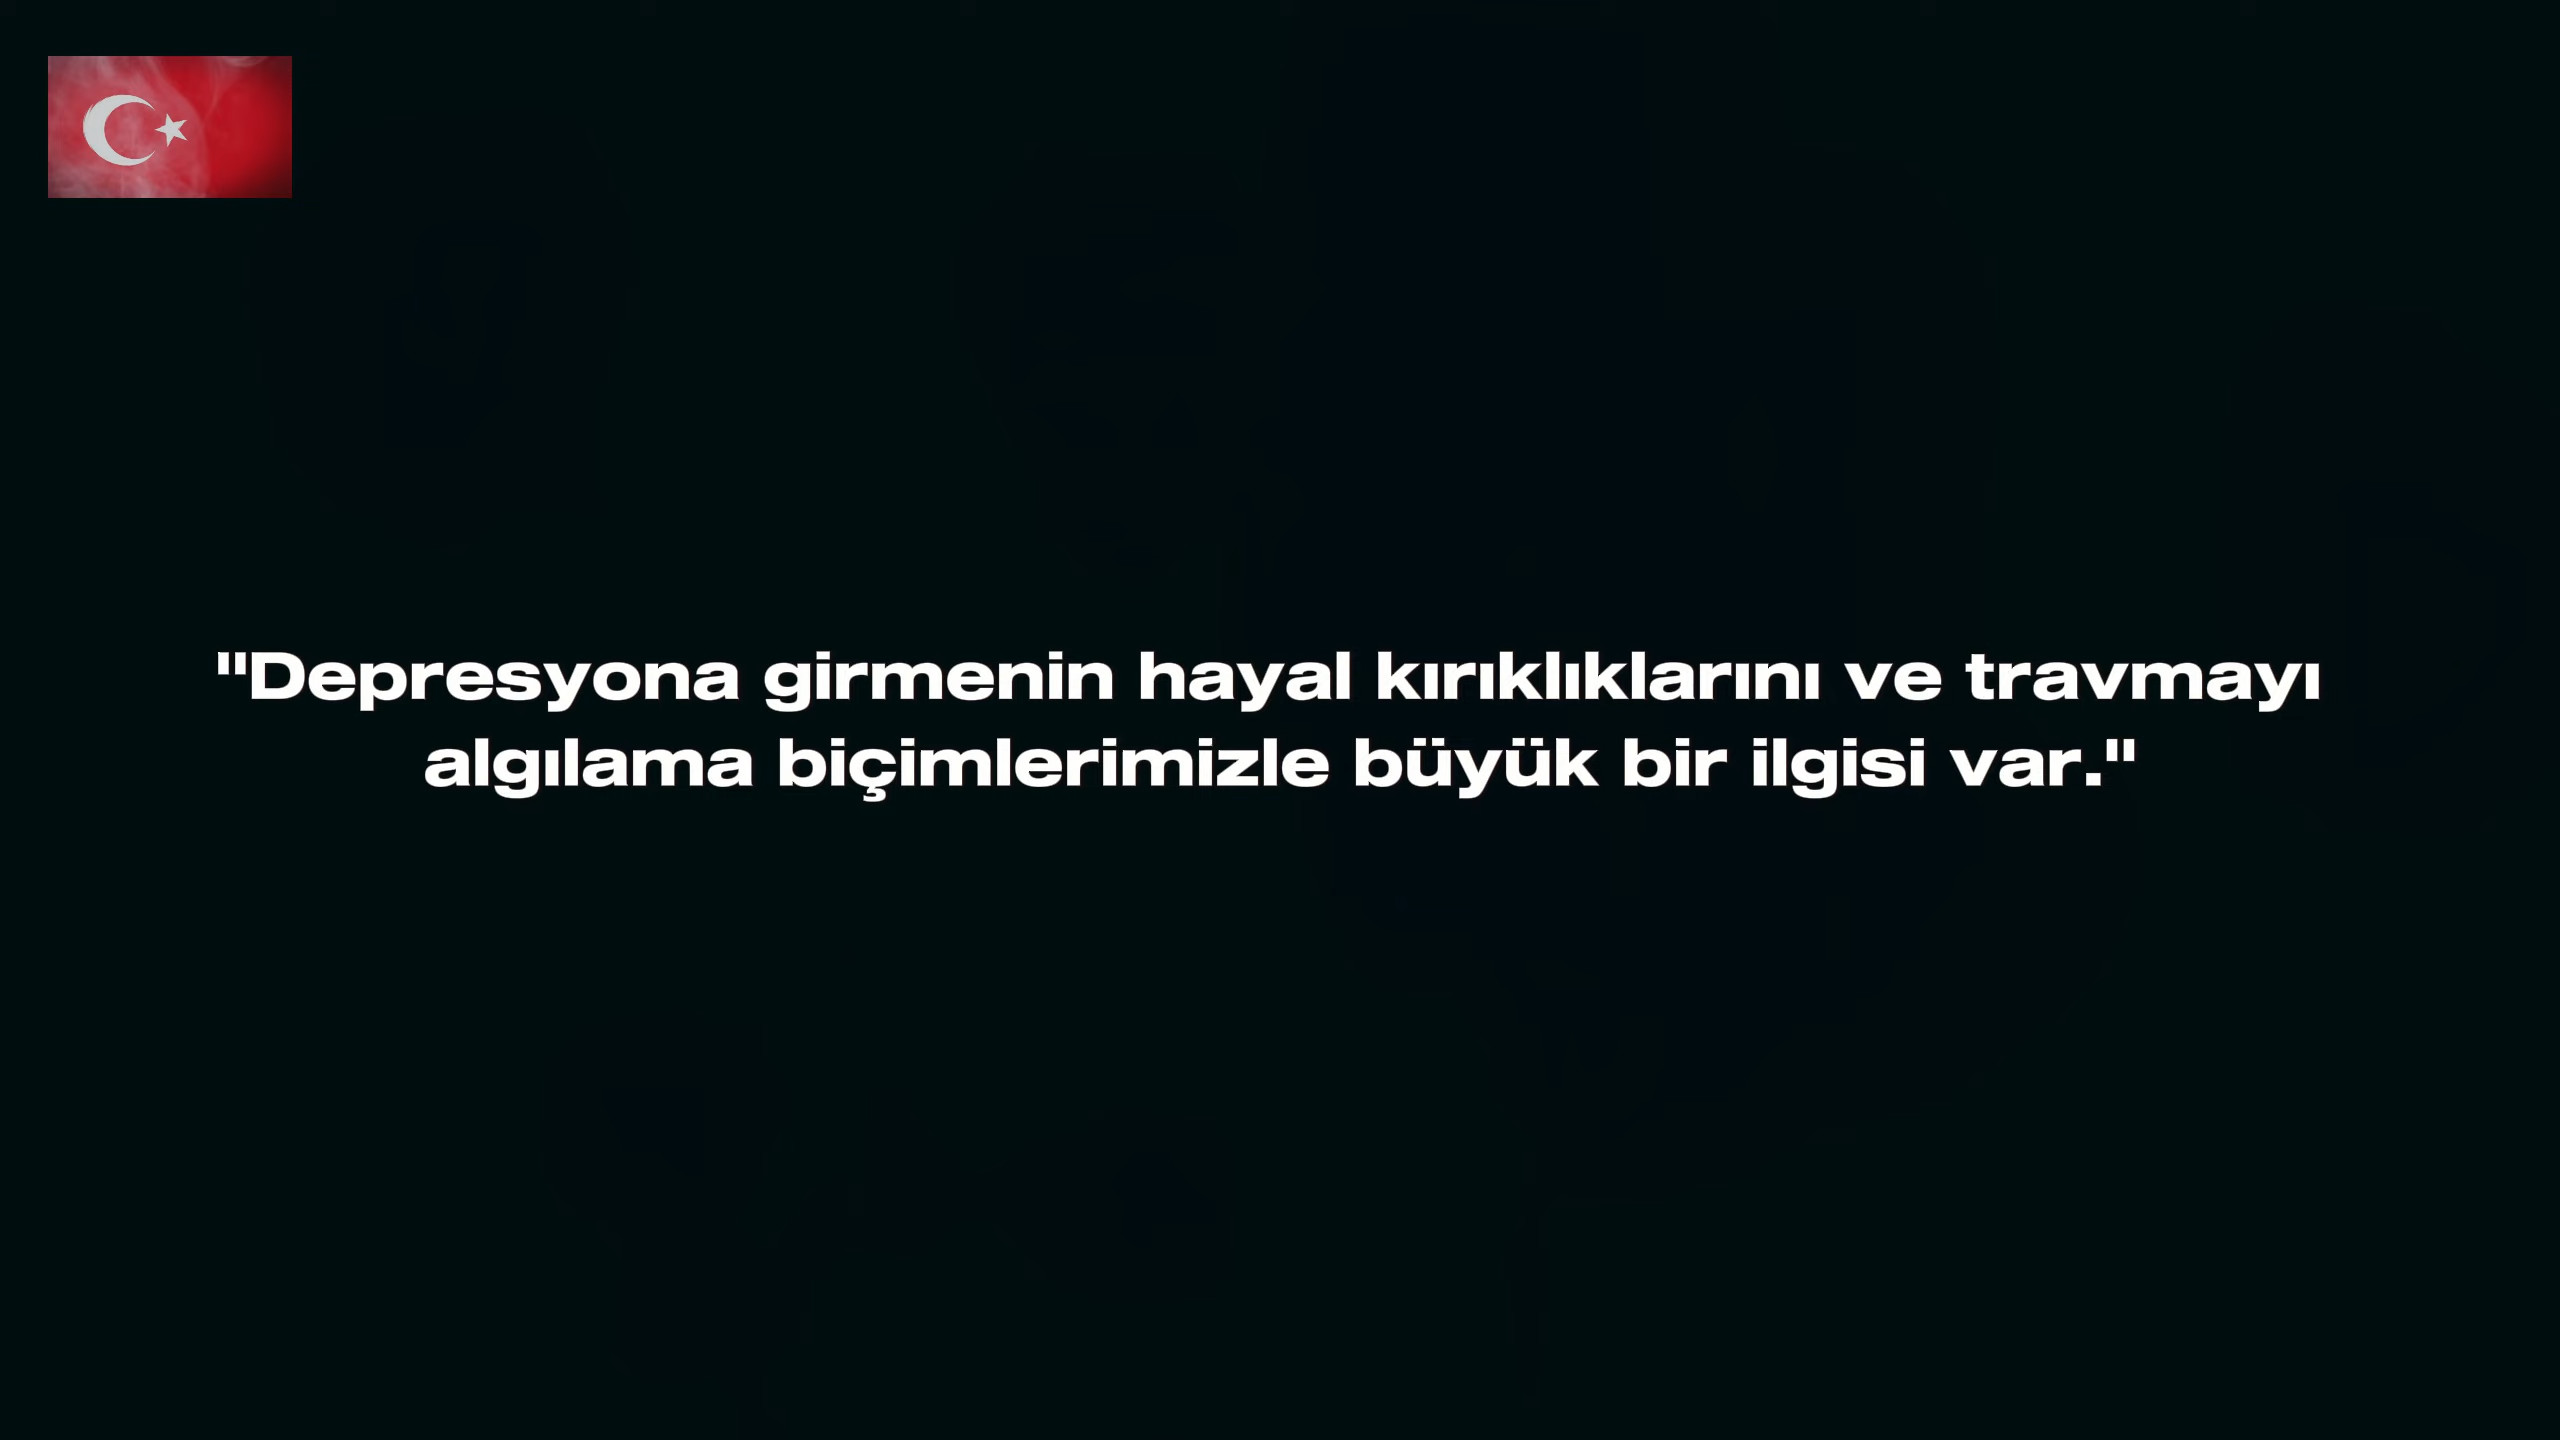 "Depresyona girmenin hayal kırıklıklarını ve travmayı
algılama biçimlerimizle büyük bir ilgisi var."